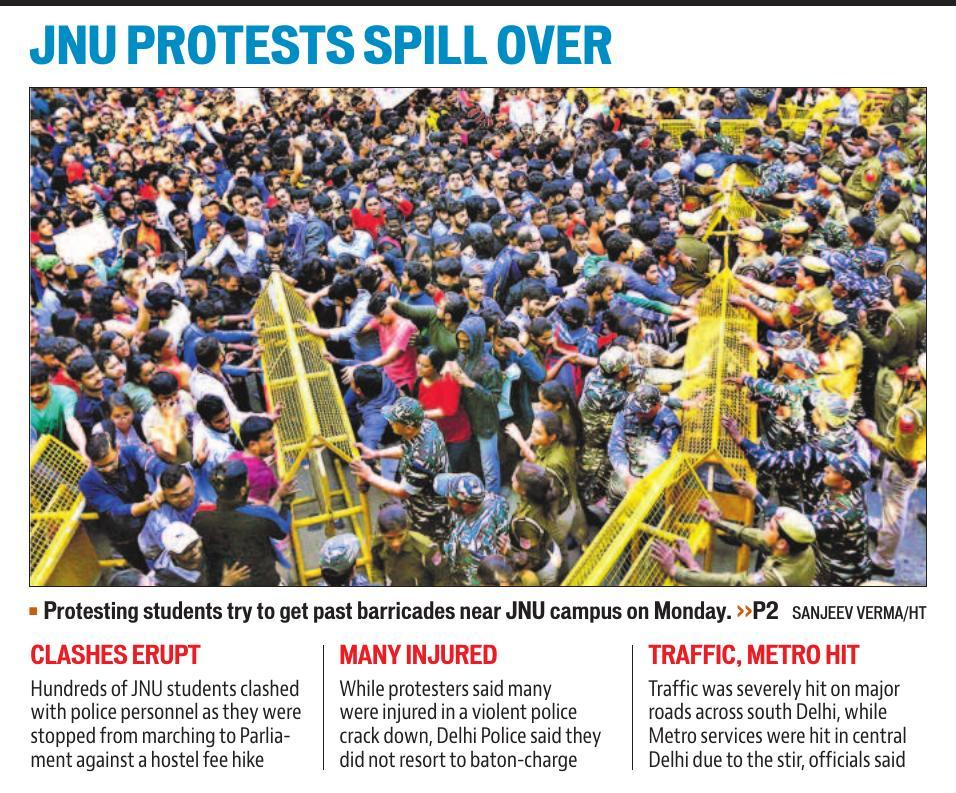 JNU PROTESTS SPILL OVER
▪ Protesting students try to get past barricades near JNU campus on Monday. >>P2 SANJEEV VERMA/HT
CLASHES ERUPT
Hundreds of JNU students clashed
with police personnel as they were
stopped from marching to Parlia-
ment against a hostel fee hike
MANY INJURED
While protesters said many
were injured in a violent police
crack down, Delhi Police said they
did not resort to baton-charge
TRAFFIC, METRO HIT
Traffic was severely hit on major
roads across south Delhi, while
Metro services were hit in central
Delhi due to the stir, officials said